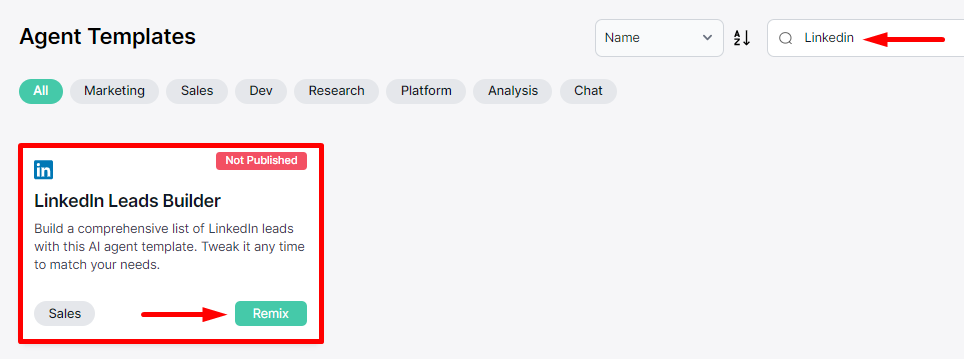 Agent Templates
Name
A Z
Linkedin
All
Marketing
Sales
Dev
Research
Platform
Analysis
Chat
in
Not Published
LinkedIn Leads Builder
Build a comprehensive list of LinkedIn leads
with this AI agent template. Tweak it any time
to match your needs.
Sales
Remix